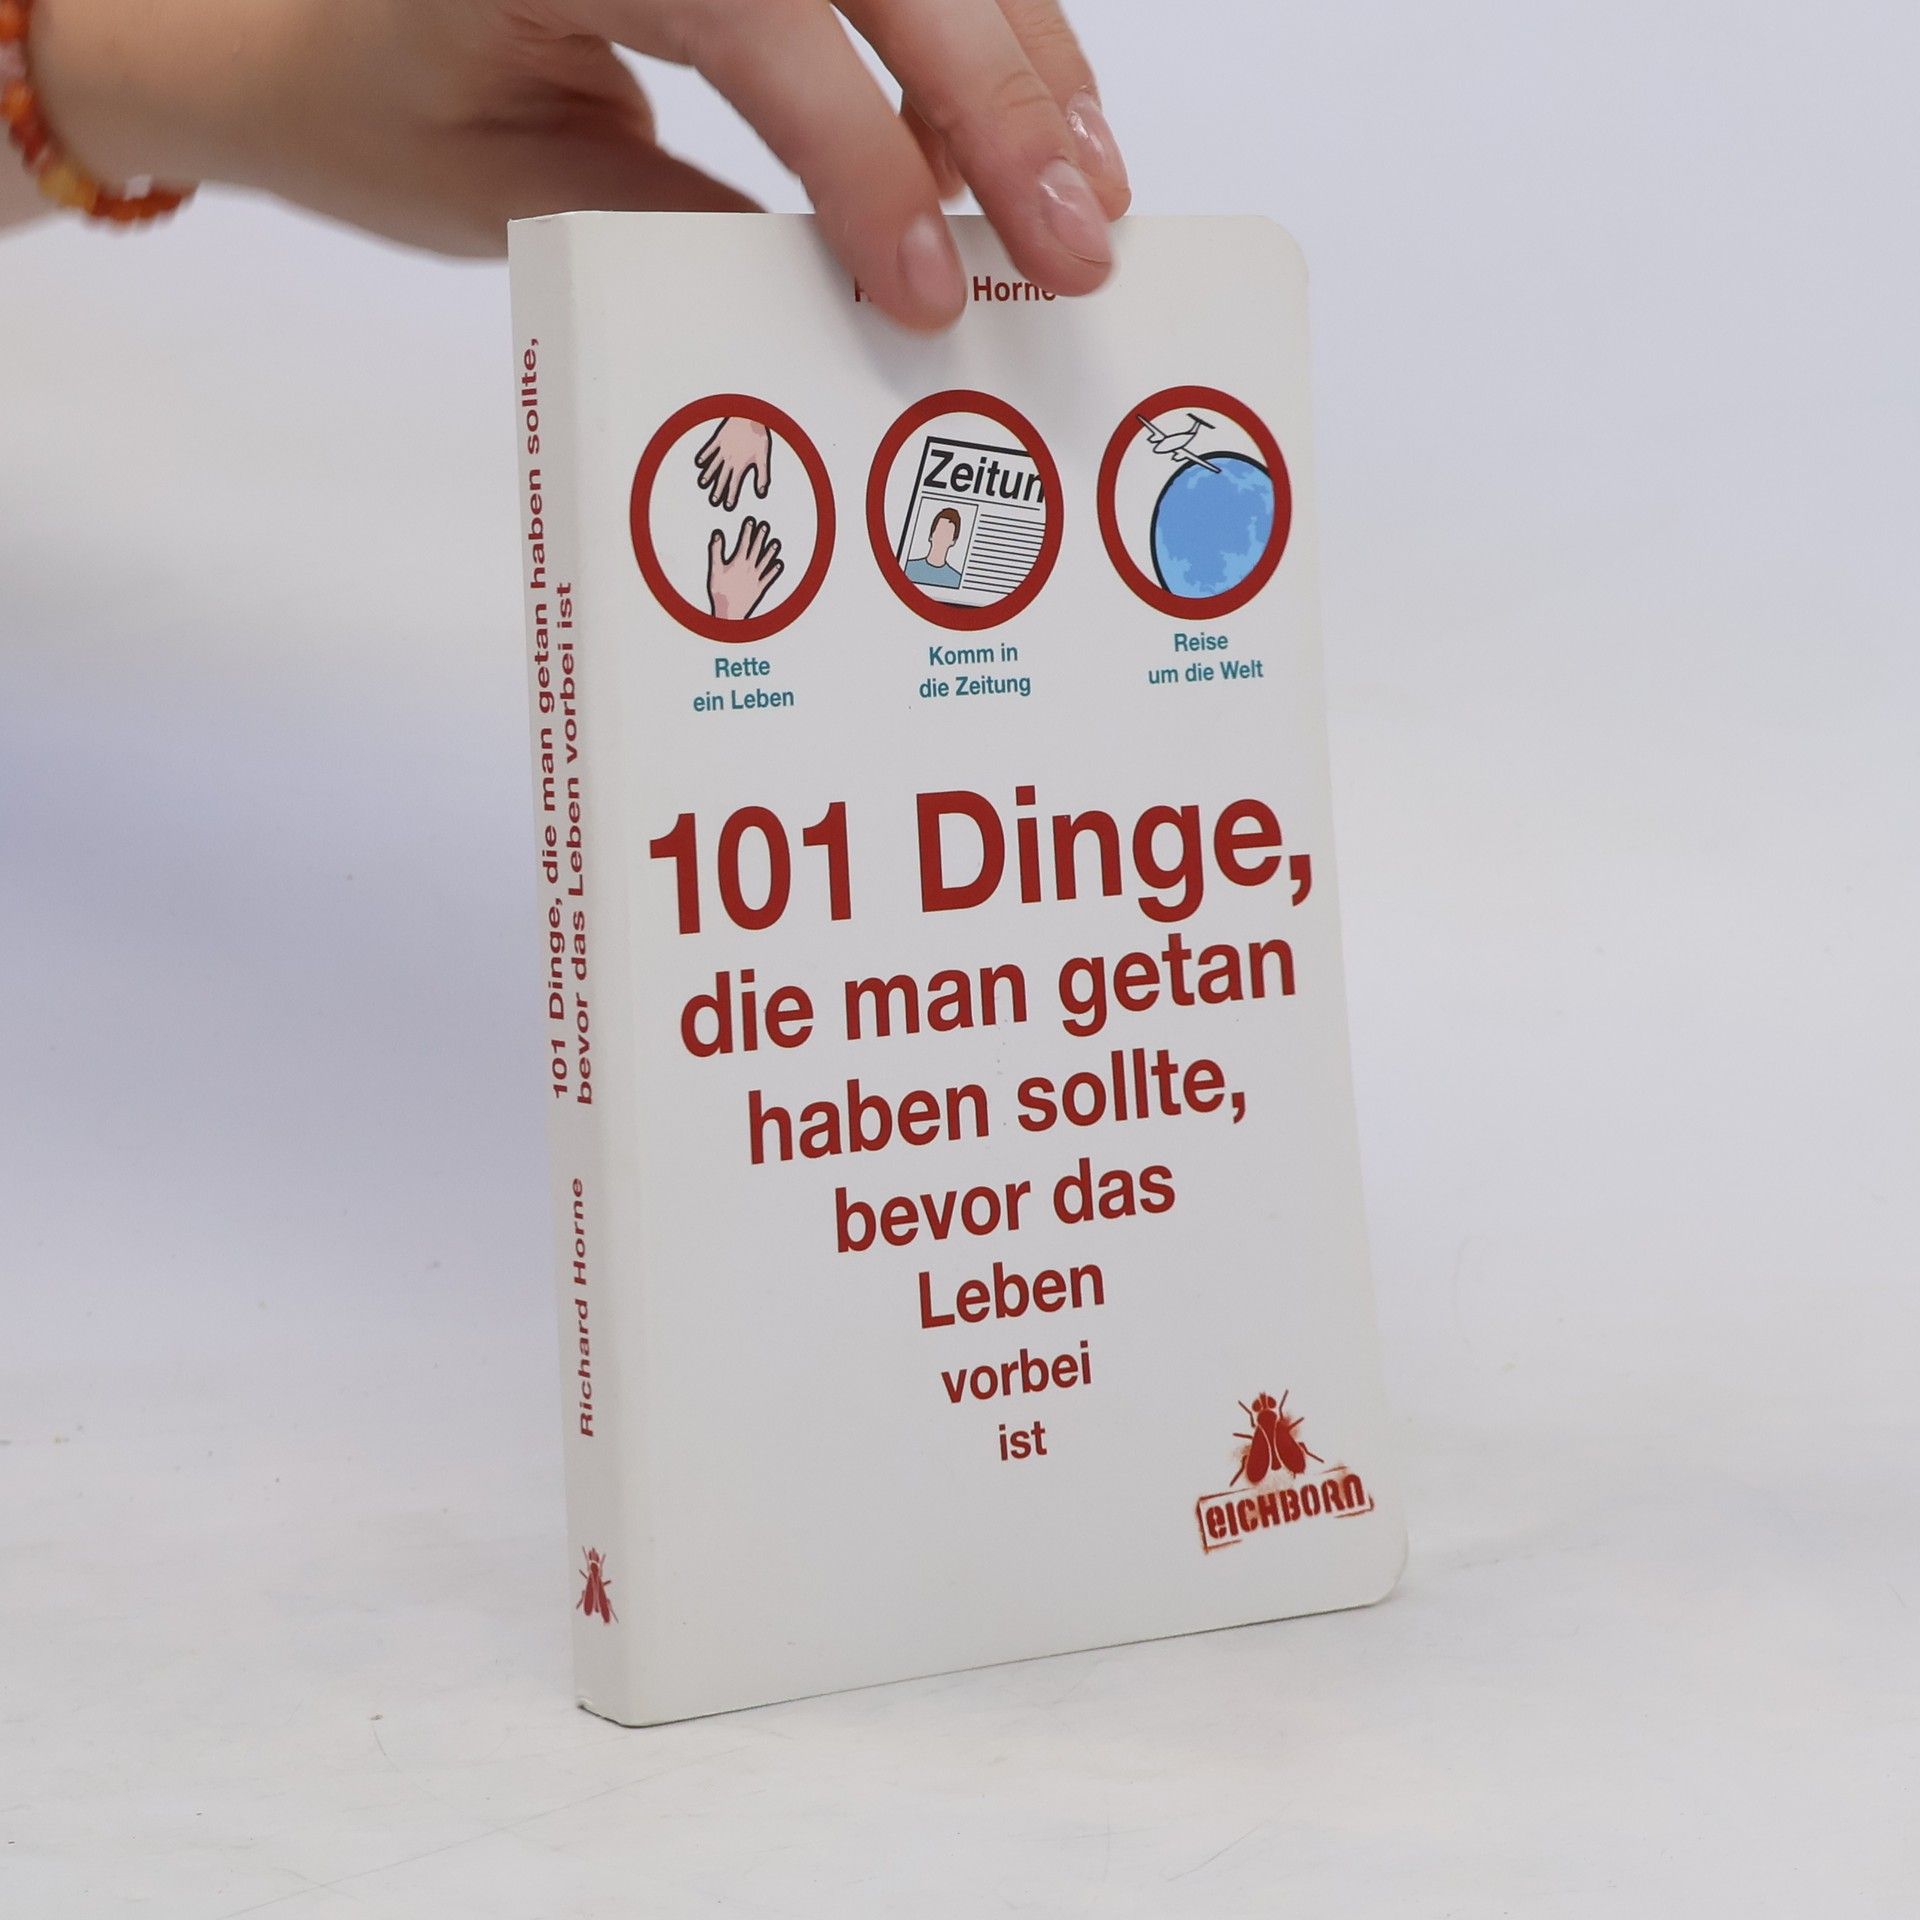 Horne
Zeitun
Rette
ein Leben
Komm in
die Zeitung
Reise
um die Welt
101 Dinge,
die man getan
haben sollte,
bevor das
Leben
vorbei
ist
eICHBORn
101 Dinge, die man getan haben sollte,
bevor das Leben vorbei ist
Richard Horne